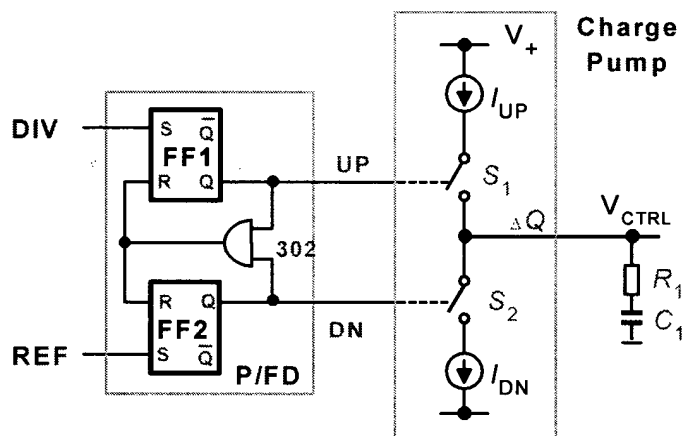 Charge
Pump
V+
IUP
DIV
S Q̅
FF1
R Q
UP
S1
302
ΔQ
VCTRL
R Q
FF2
S Q̅
DN
S2
R1
C1
REF
P/FD
IDN